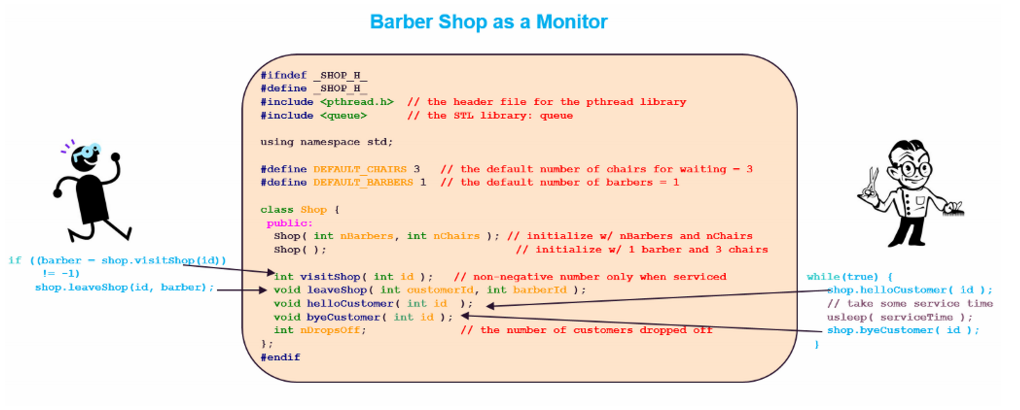 Barber Shop as a Monitor
#ifndef _SHOP_H_
#define _SHOP_H_
#include <pthread.h> // the header file for the pthread library
#include <queue> // the STL library: queue
using namespace std;
#define DEFAULT_CHAIRS 3 // the default number of chairs for waiting = 3
#define DEFAULT_BARBERS 1 // the default number of barbers = 1
class Shop {
public:
Shop( int nBarbers, int nChairs ); // initialize w/ nBarbers and nChairs
Shop( ); // initialize w/ 1 barber and 3 chairs
int visitShop( int id ); // non-negative number only when serviced
void leaveShop( int customerId, int barberId );
void helloCustomer( int id );
void byeCustomer( int id );
int nDropsOff; // the number of customers dropped off
};
#endif
if ((barber = shop.visitShop(id))
!= -1)
shop.leaveShop(id, barber);
while(true) {
shop.helloCustomer( id );
// take some service time
usleep( serviceTime );
shop.byeCustomer( id );
}